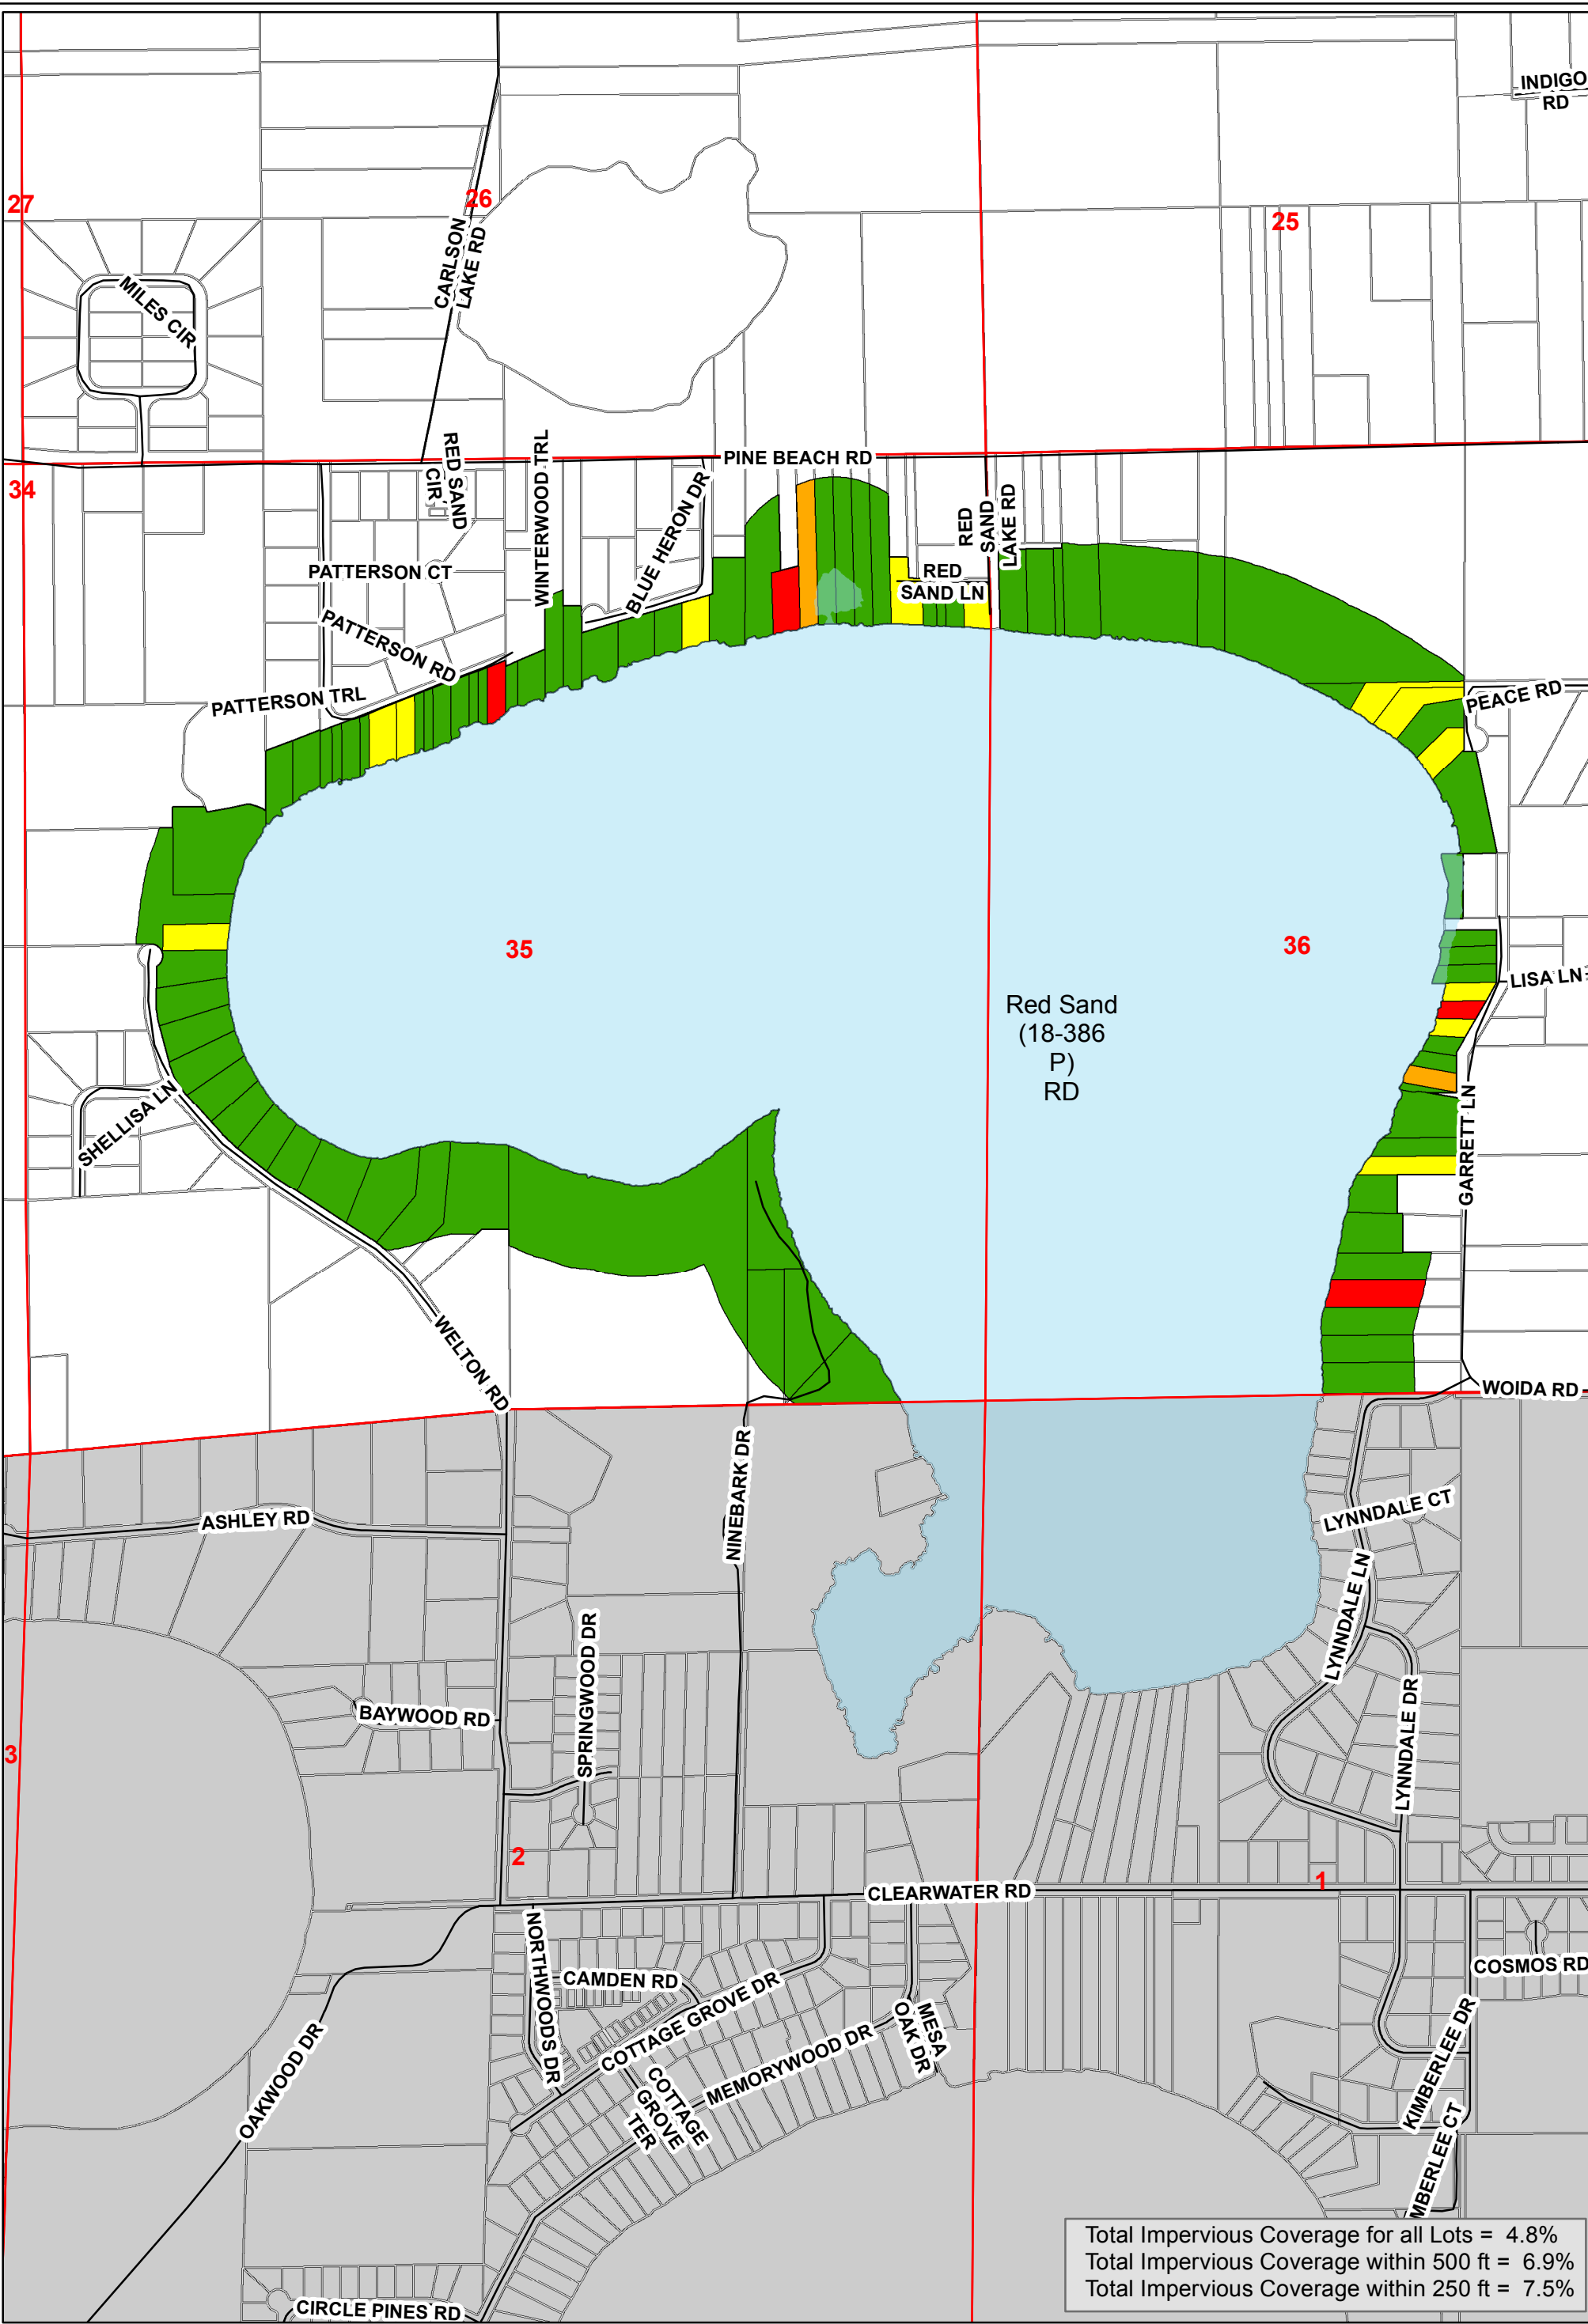 INDIGO
RD
27
26
25
CARLSON
LAKE RD
MILES CIR
RED SAND
CIR
WINTERWOOD TRL
PINE BEACH RD
34
BLUE HERON DR
RED
SAND
LAKE RD
PATTERSON CT
RED
SAND LN
PATTERSON RD
PATTERSON TRL
PEACE RD
35
36
LISA LN
Red Sand
(18-386
P)
RD
SHELLISA LN
GARRETT LN
WELTON RD
WOIDA RD
NINEBARK DR
ASHLEY RD
LYNNDALE CT
LYNNDALE LN
SPRINGWOOD DR
BAYWOOD RD
LYNNDALE DR
3
2
1
CLEARWATER RD
NORTHWOODS DR
CAMDEN RD
COTTAGE GROVE DR
COSMOS RD
MESA
OAK DR
MEMORYWOOD DR
OAKWOOD DR
COTTAGE
GROVE
TER
KIMBERLEE DR
MBERLEE CT
CIRCLE PINES RD
Total Impervious Coverage for all Lots = 4.8%
Total Impervious Coverage within 500 ft = 6.9%
Total Impervious Coverage within 250 ft = 7.5%